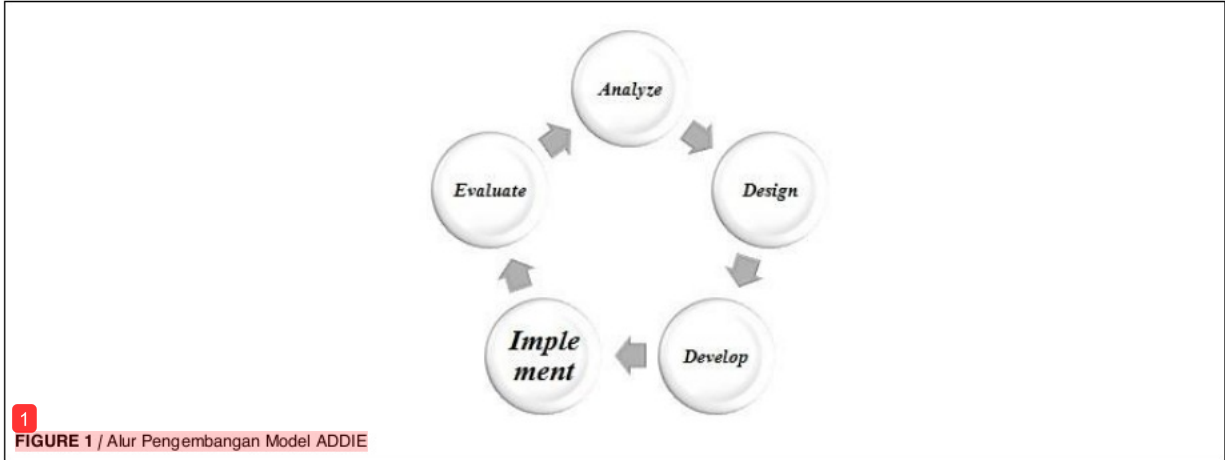 Analyze
Evaluate
Design
Imple
ment
Develop
1
FIGURE 1 / Alur Pengembangan Model ADDIE